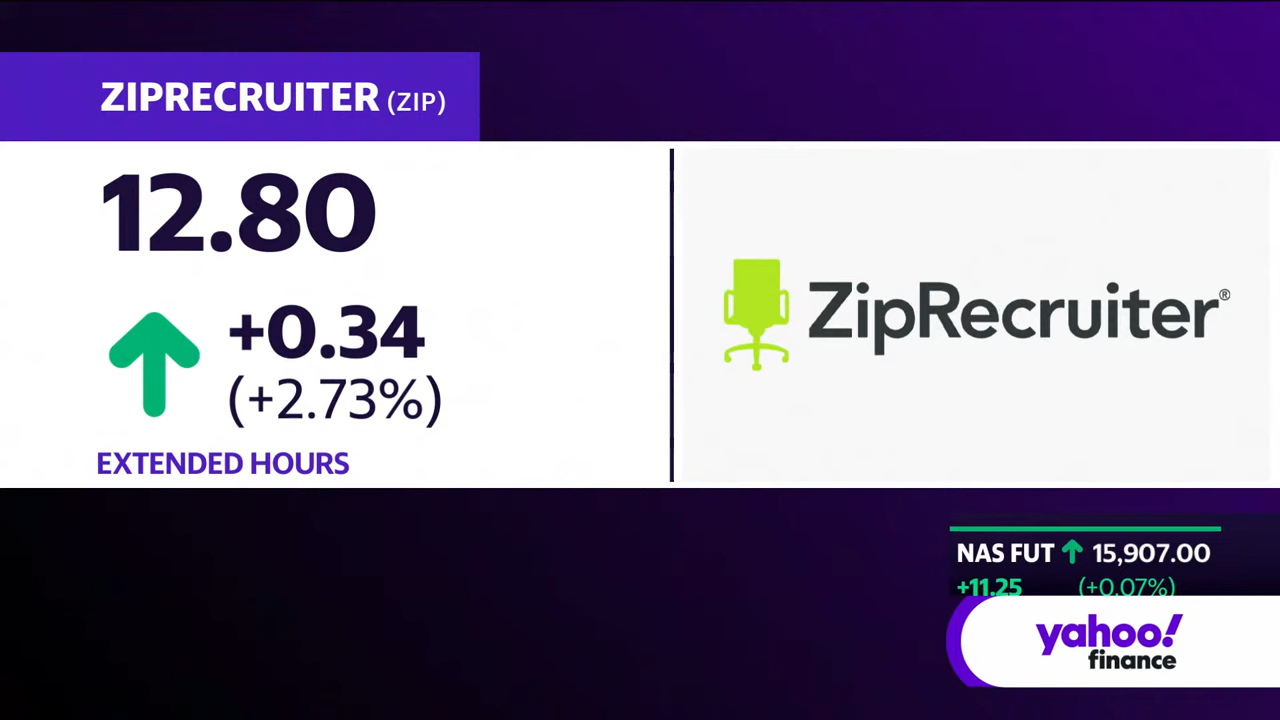 ZIPRECRUITER (ZIP)
12.80
+0.34
(+2.73%)
EXTENDED HOURS
ZipRecruiter®
NAS FUT 15,907.00
+11.25 (+0.07%)
yahoo!
finance